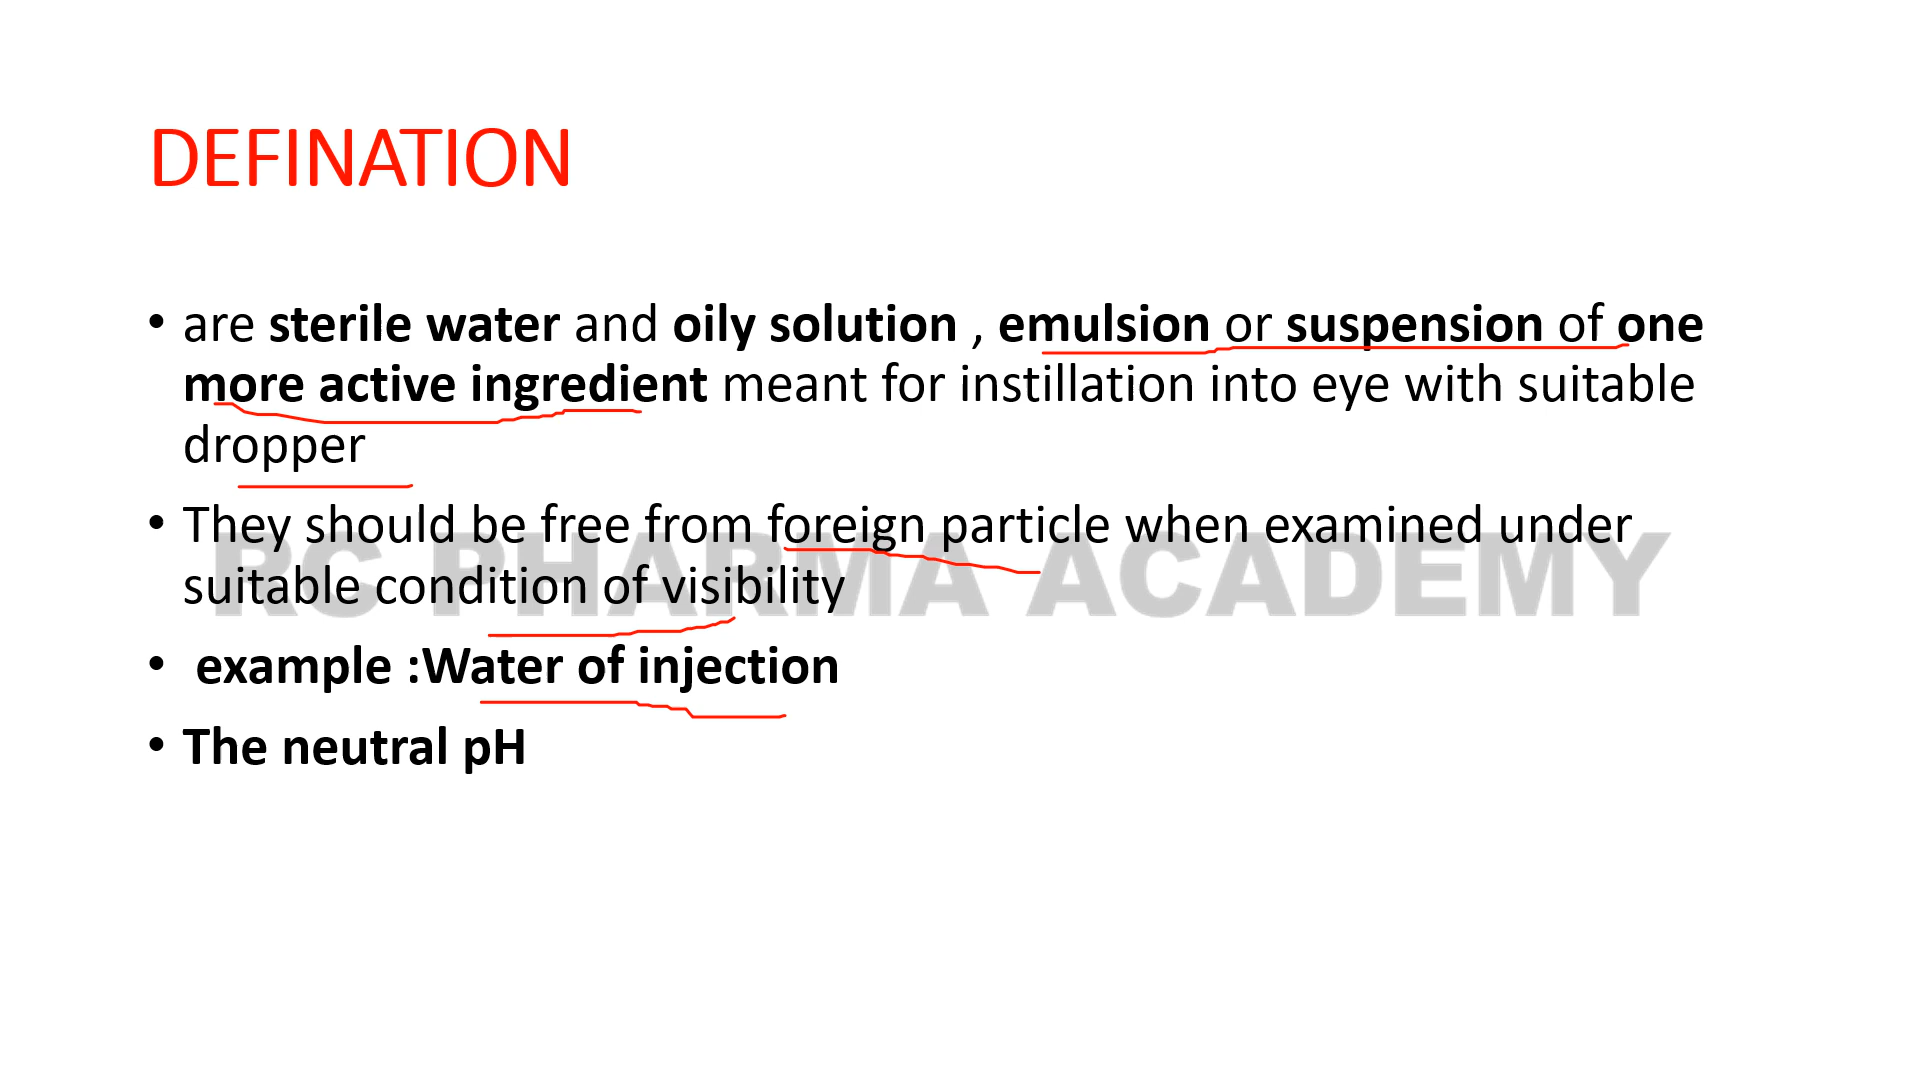 DEFINATION
• are sterile water and oily solution , emulsion or suspension of one
more active ingredient meant for instillation into eye with suitable
dropper
• They should be free from foreign particle when examined under
suitable condition of visibility
RC PHARMA ACADEMY
• example :Water of injection
• The neutral pH